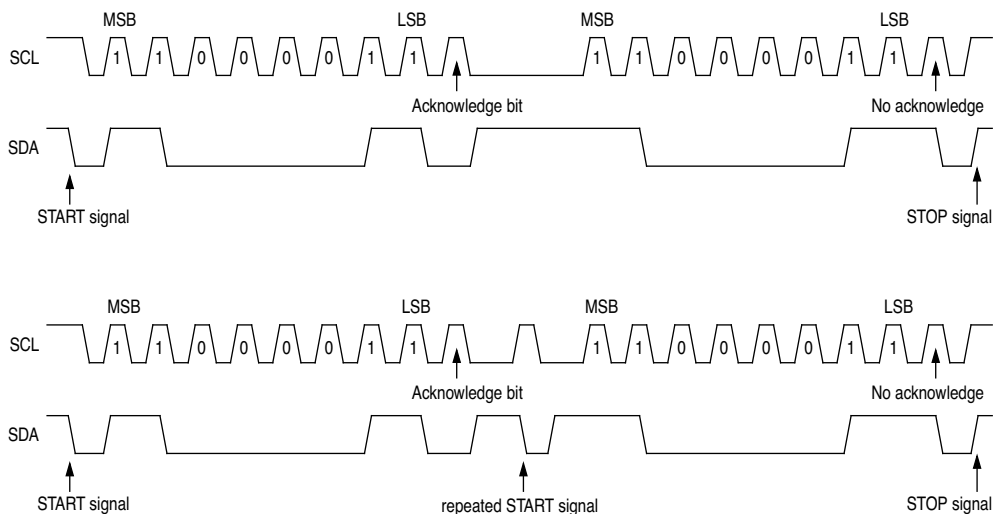 MSB LSB MSB LSB
SCL 1 1 0 0 0 0 1 1 1 1 0 0 0 0 1 1
Acknowledge bit No acknowledge
SDA
START signal STOP signal
MSB LSB MSB LSB
SCL 1 1 0 0 0 0 1 1 1 1 0 0 0 0 1 1
Acknowledge bit No acknowledge
SDA
START signal repeated START signal STOP signal